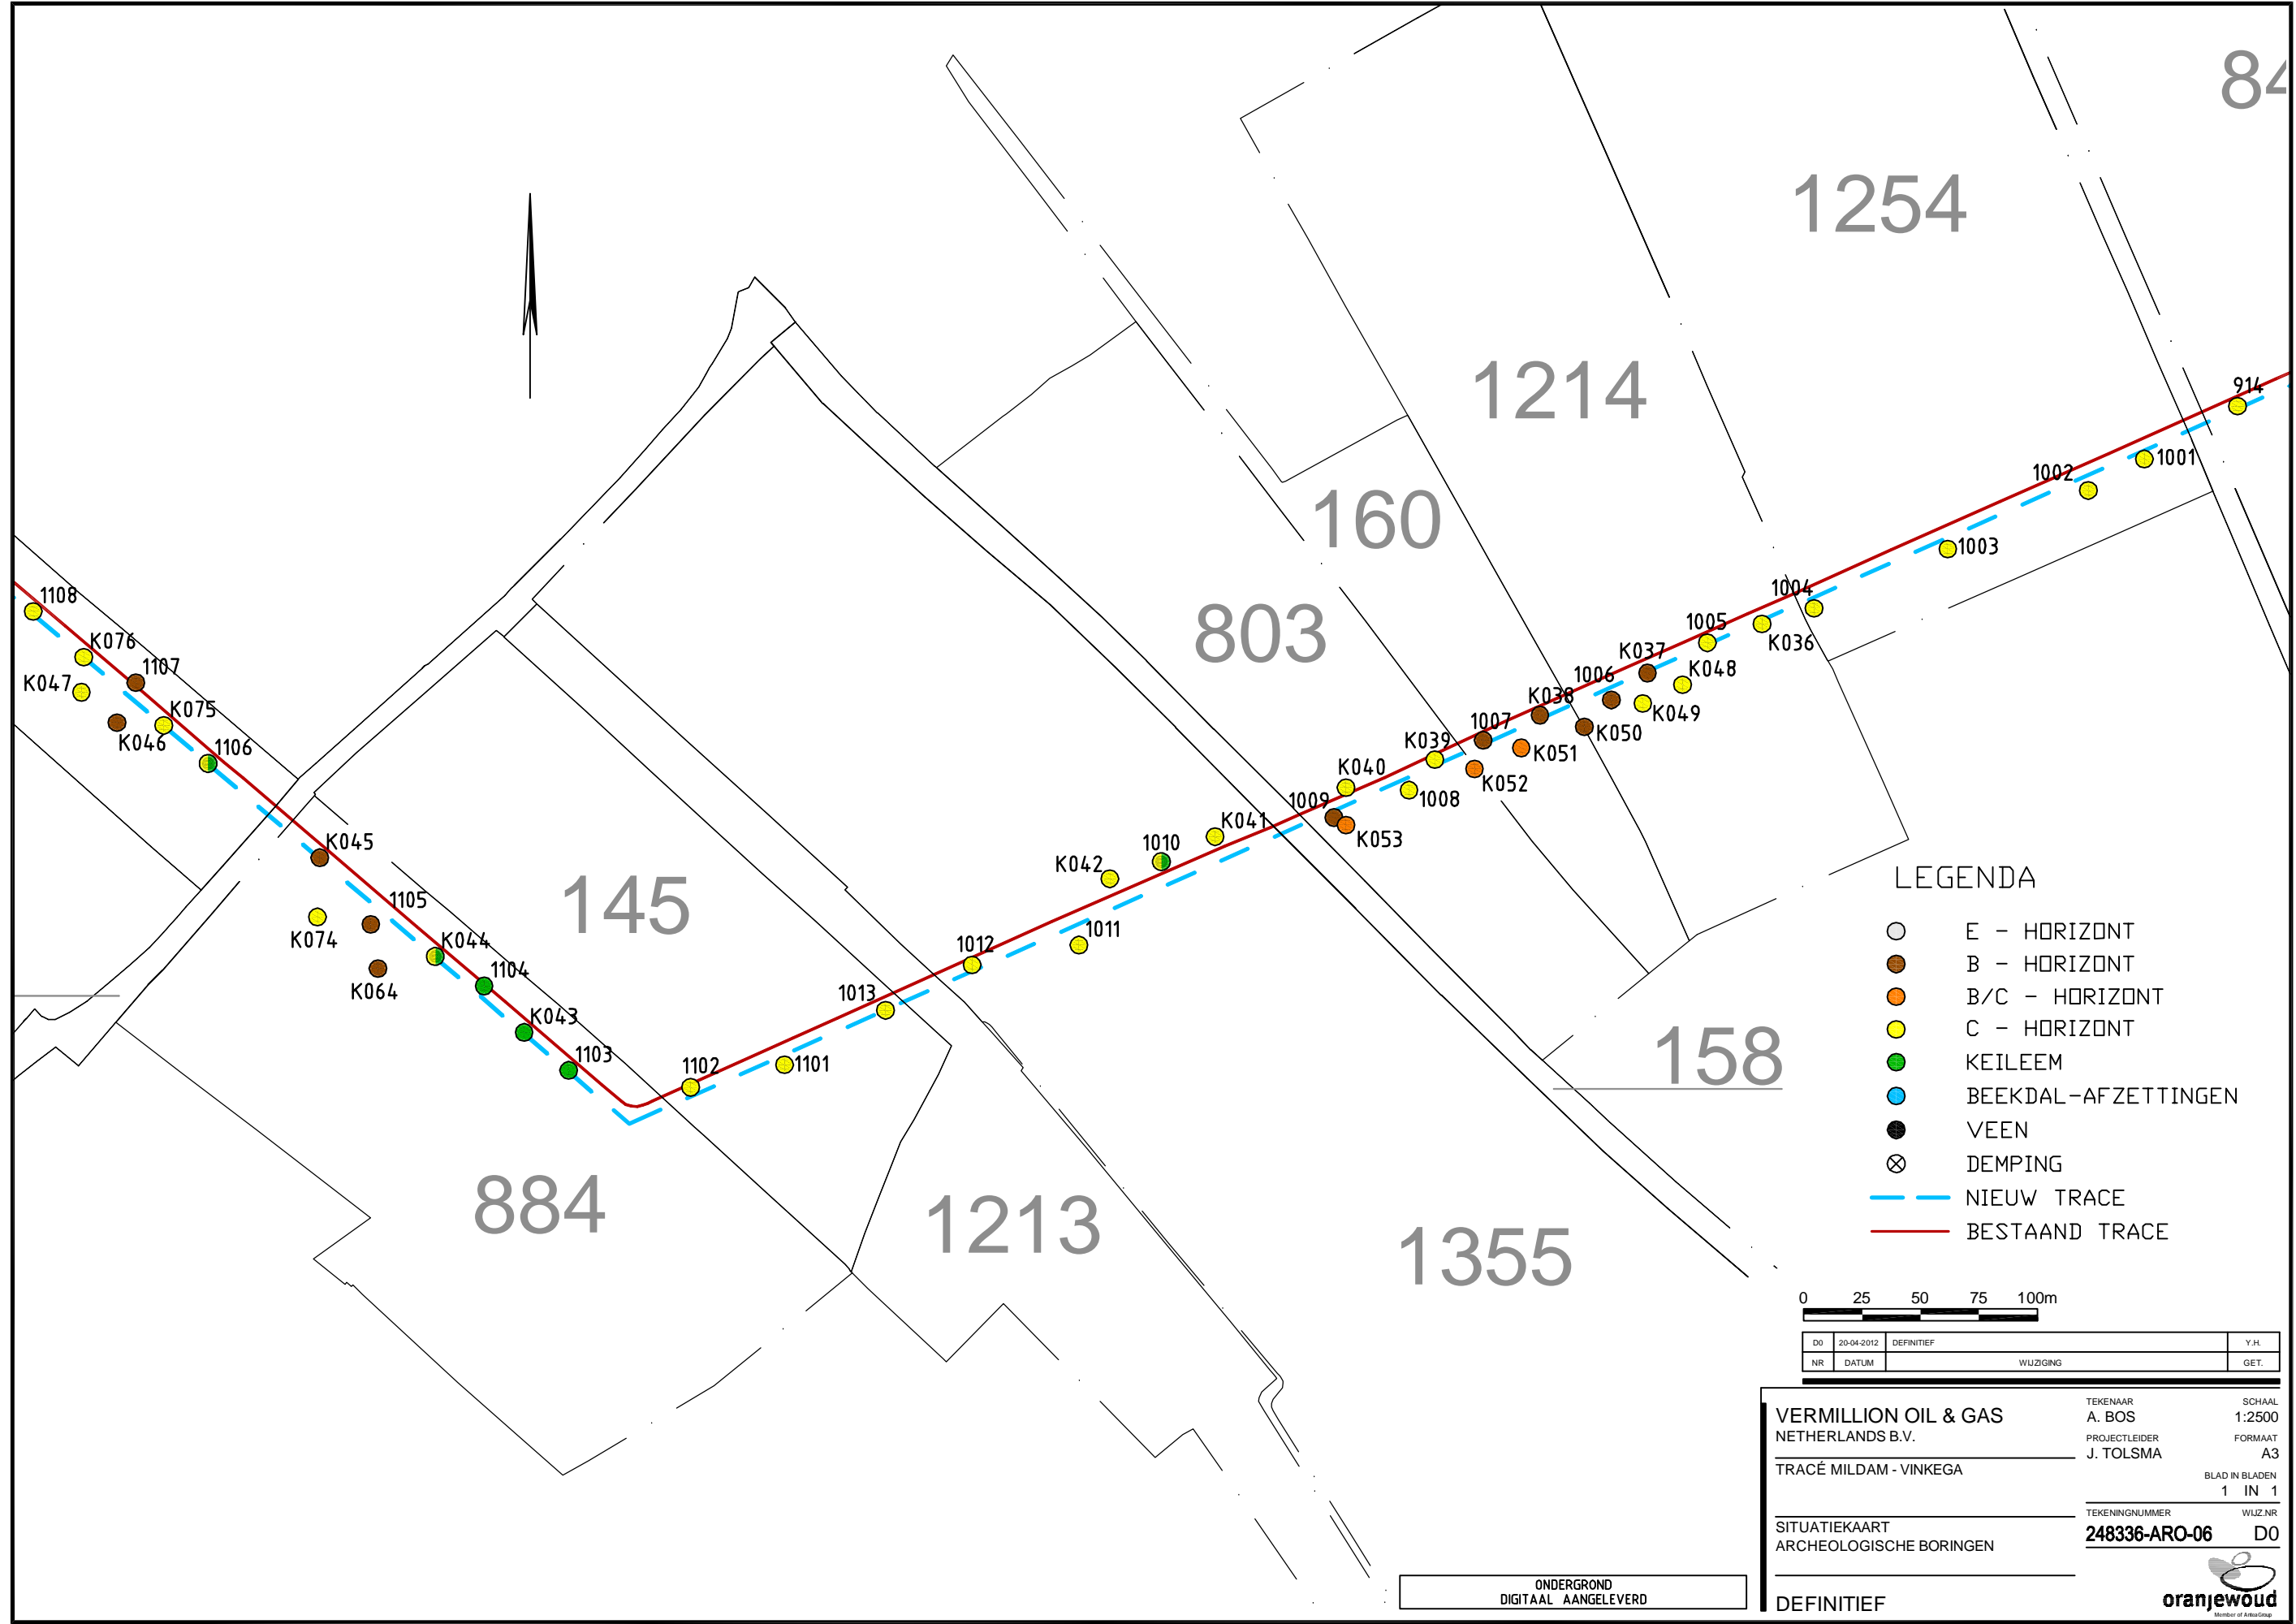 84
1254
1214
914
1001
1002
160
1003
1004
1108
803
1005
K036
K076
K037
K048
1107
K047
1006
K038
K049
K075
1007
K050
K046
K039
K051
1106
K040
K052
1009
1008
K041
K053
K045
1010
K042
LEGENDA
145
1105
E - HORIZONT
K074
K044
1011
B - HORIZONT
1012
1104
K064
B/C - HORIZONT
1013
K043
C - HORIZONT
158
1103
1102
1101
KEILEEM
BEEKDAL-AFZETTINGEN
VEEN
DEMPING
884
1213
NIEUW TRACE
1355
BESTAAND TRACE
0 25 50 75 100m
D0 20-04-2012 DEFINITIEF Y.H.
NR DATUM WIJZIGING GET.
VERMILLION OIL & GAS
NETHERLANDS B.V.
TRACÉ MILDAM - VINKEGA
SITUATIEKAART
ARCHEOLOGISCHE BORINGEN
DEFINITIEF
TEKENAAR SCHAAL
A. BOS 1:2500
PROJECTLEIDER FORMAAT
J. TOLSMA A3
BLAD IN BLADEN
1 IN 1
TEKENINGNUMMER WIJZ.NR
248336-ARO-06 D0
oranjewoud
Member of Antea Group
ONDERGROND
DIGITAAL AANGELEVERD